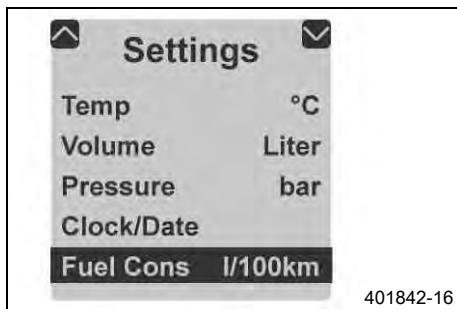 Settings
Temp °C
Volume Liter
Pressure bar
Clock/Date
Fuel Cons l/100km
401842-16